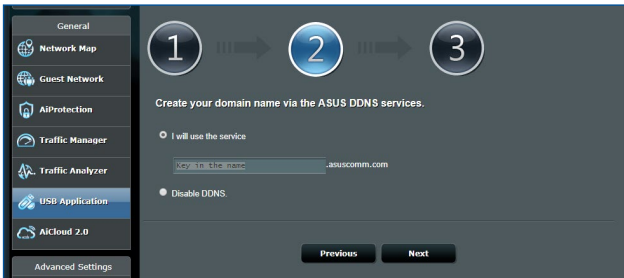 General
Network Map
Guest Network
AiProtection
Traffic Manager
Traffic Analyzer
USB Application
AiCloud 2.0
Advanced Settings
1
2
3
Create your domain name via the ASUS DDNS services.
I will use the service
Key in the name .asuscomm.com
Disable DDNS.
Previous Next